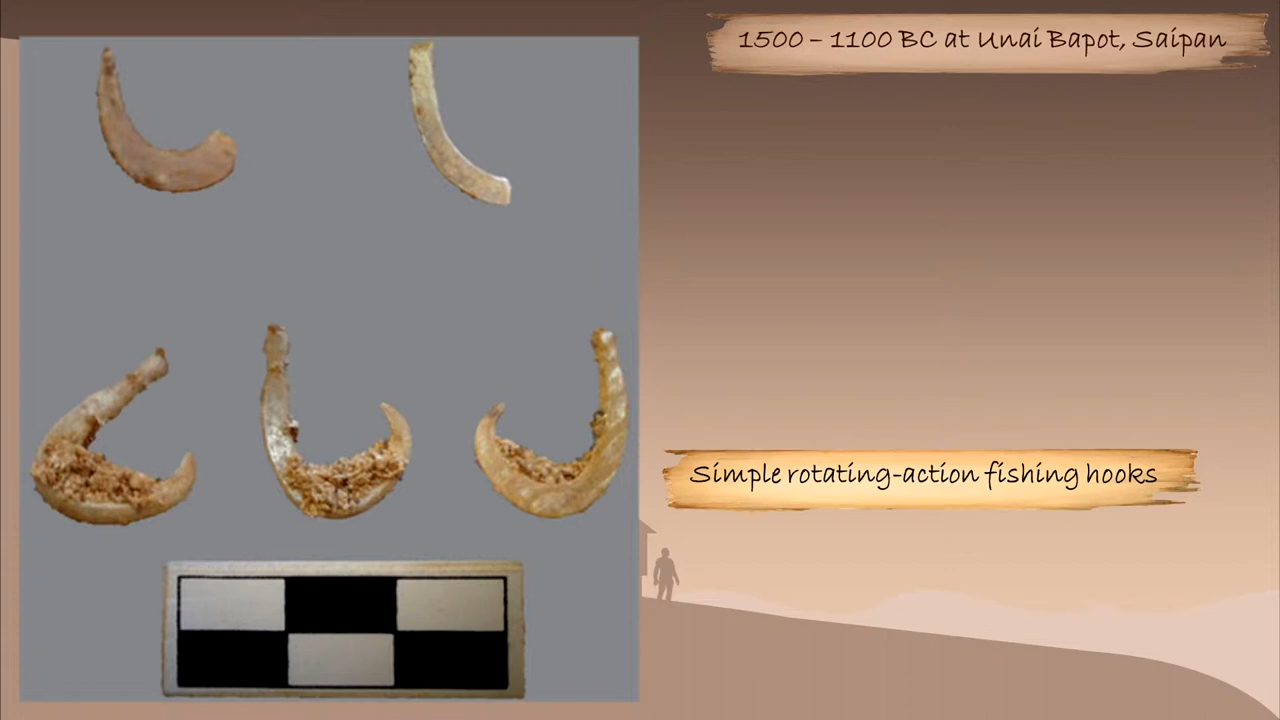 1500 – 1100 BC at Unai Bapot, Saipan
Simple rotating-action fishing hooks